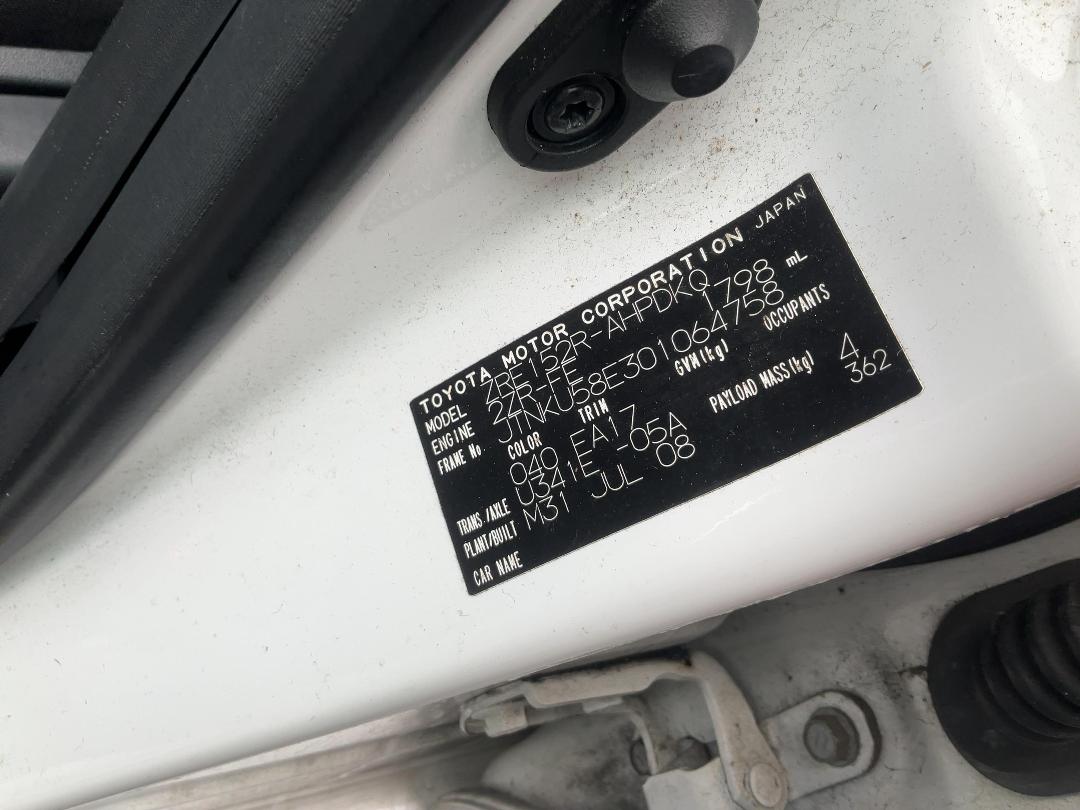 TOYOTA MOTOR CORPORATION JAPAN
MODEL ZRE152R-AHPDKQ
ENGINE 2ZR-FE 1798 mL
FRAME No. JTNKU58E301064758
COLOR TRIM GVM(kg) OCCUPANTS
040 EA17 4
TRANS./AXLE U341E -05A PAYLOAD MASS(kg) 362
PLANT/BUILT M31 JUL 08
CAR NAME